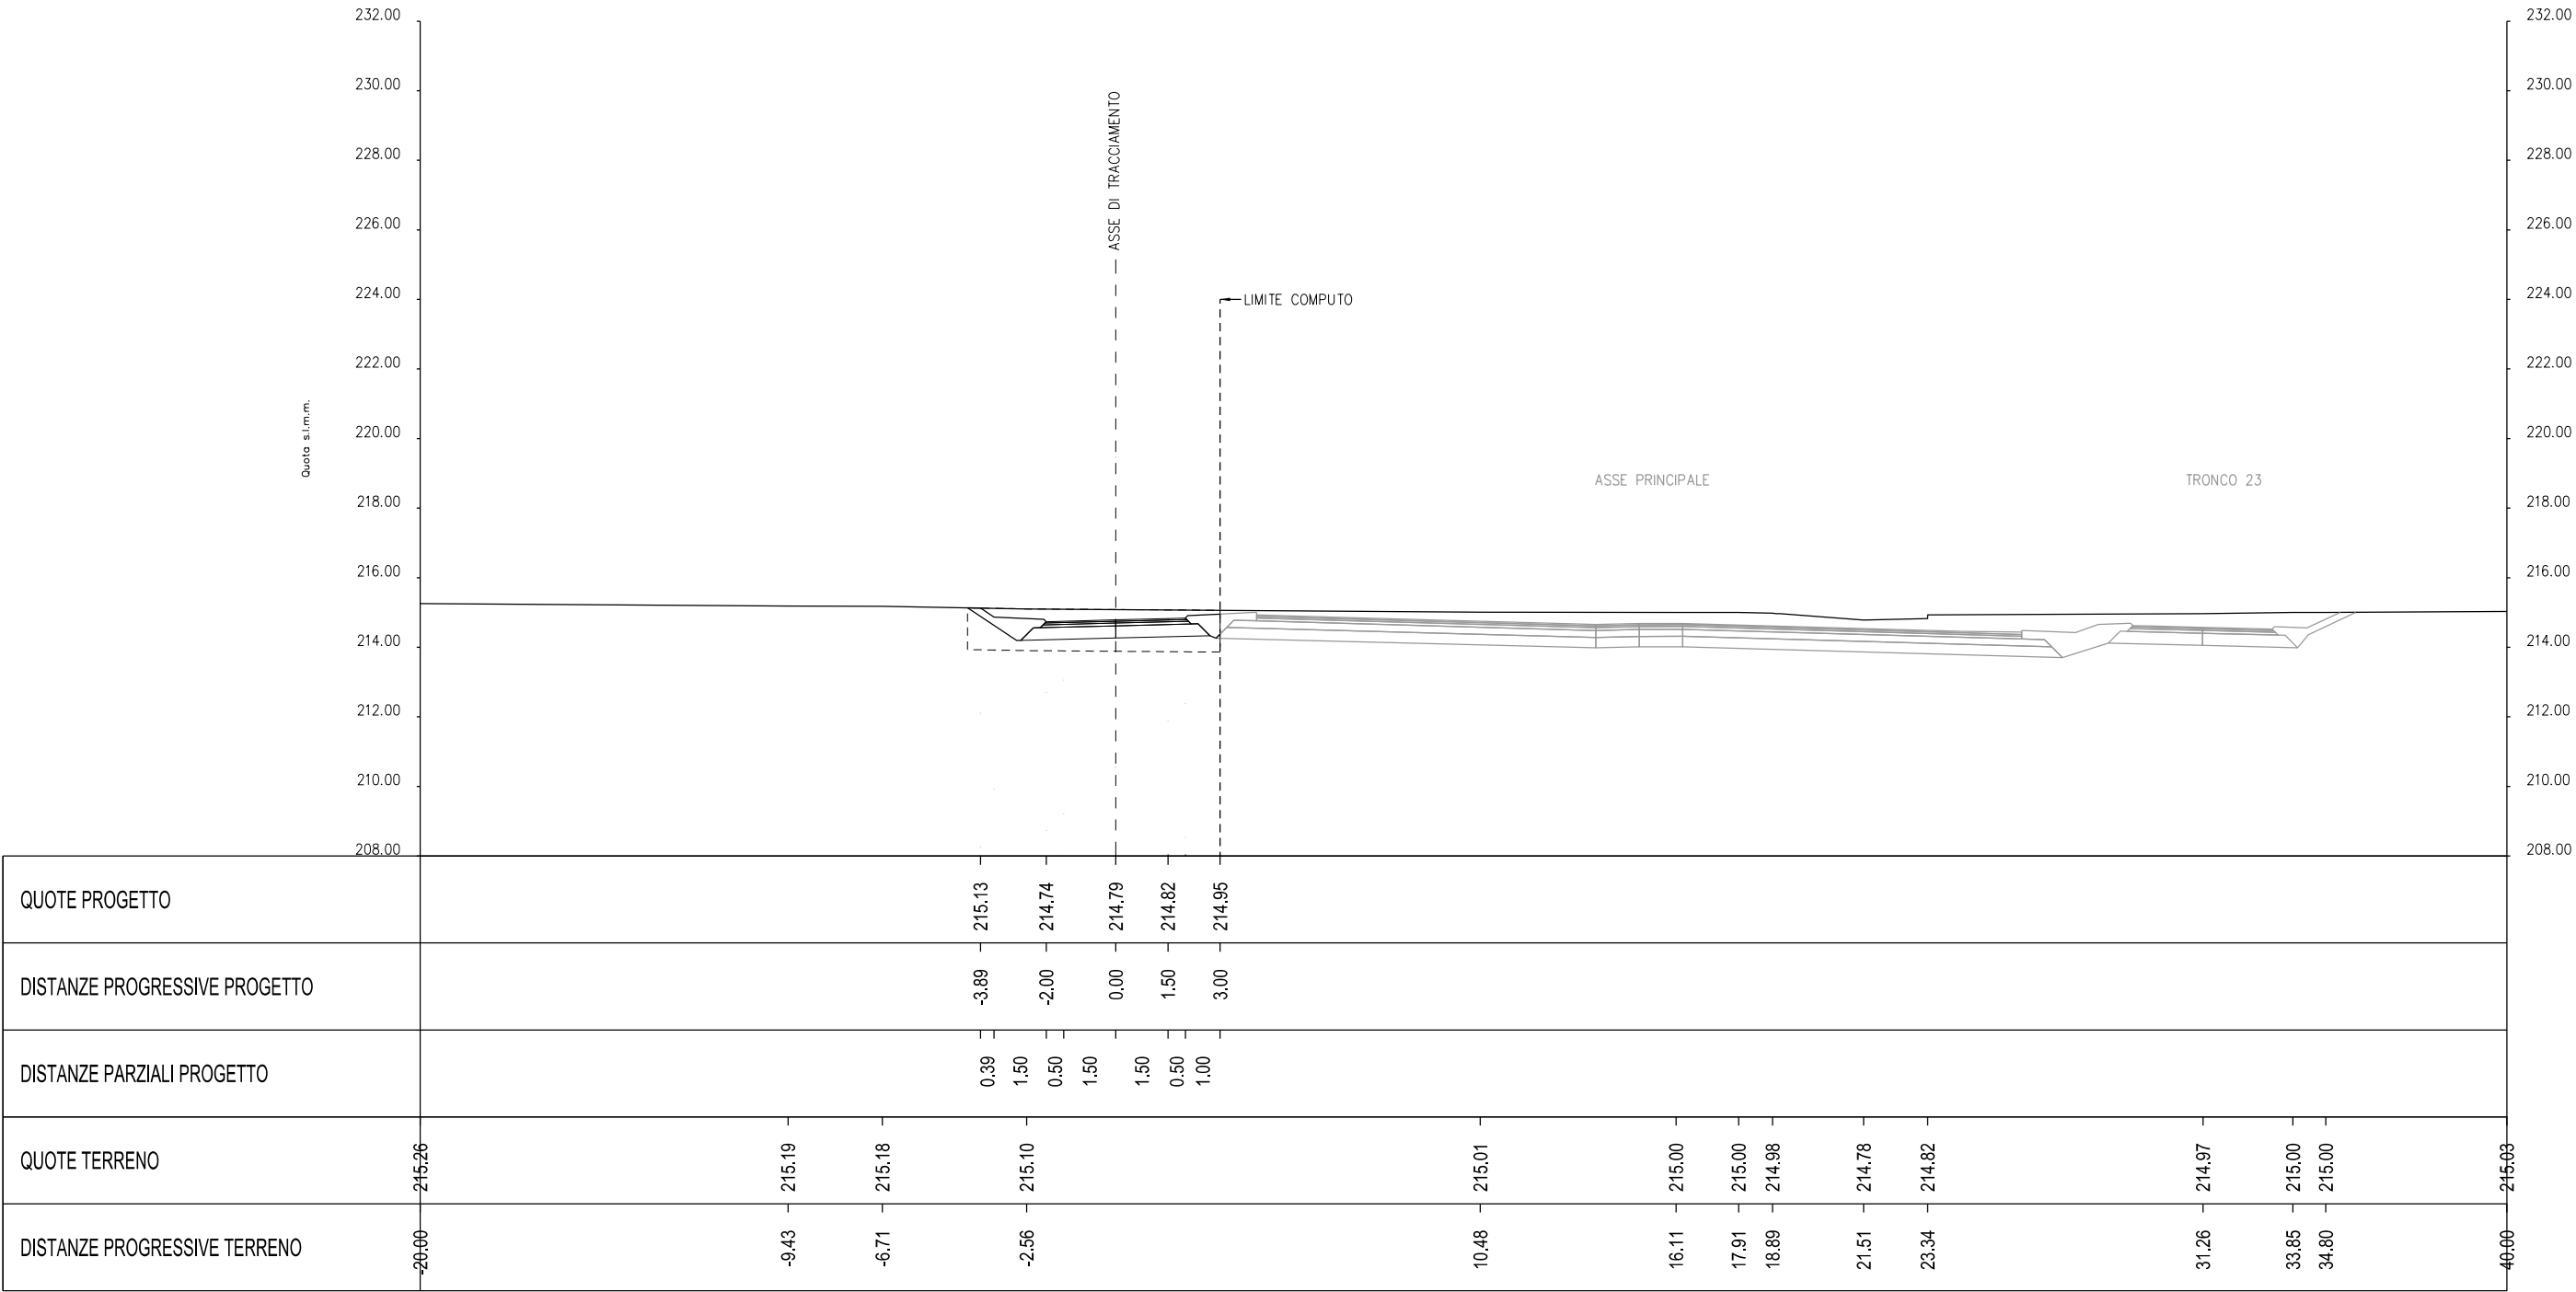 232.00 232.00
230.00 230.00
228.00 228.00
226.00 226.00
224.00 224.00
222.00 222.00
220.00 220.00
218.00 218.00
216.00 216.00
214.00 214.00
212.00 212.00
210.00 210.00
208.00 208.00
Quota s.l.m.m.
ASSE DI TRACCIAMENTO
LIMITE COMPUTO
ASSE PRINCIPALE
TRONCO 23
QUOTE PROGETTO 215.13 214.74 214.79 214.82 214.95
DISTANZE PROGRESSIVE PROGETTO -3.89 -2.00 0.00 1.50 3.00
DISTANZE PARZIALI PROGETTO 0.39 1.50 0.50 1.50 1.50 0.50 1.00
QUOTE TERRENO 215.26 215.19 215.18 215.10 215.01 215.00 215.00 214.98 214.78 214.82 214.97 215.00 215.00 215.03
DISTANZE PROGRESSIVE TERRENO -20.00 -9.43 -6.71 -2.56 10.48 16.11 17.91 18.89 21.51 23.34 31.26 33.85 34.80 40.00